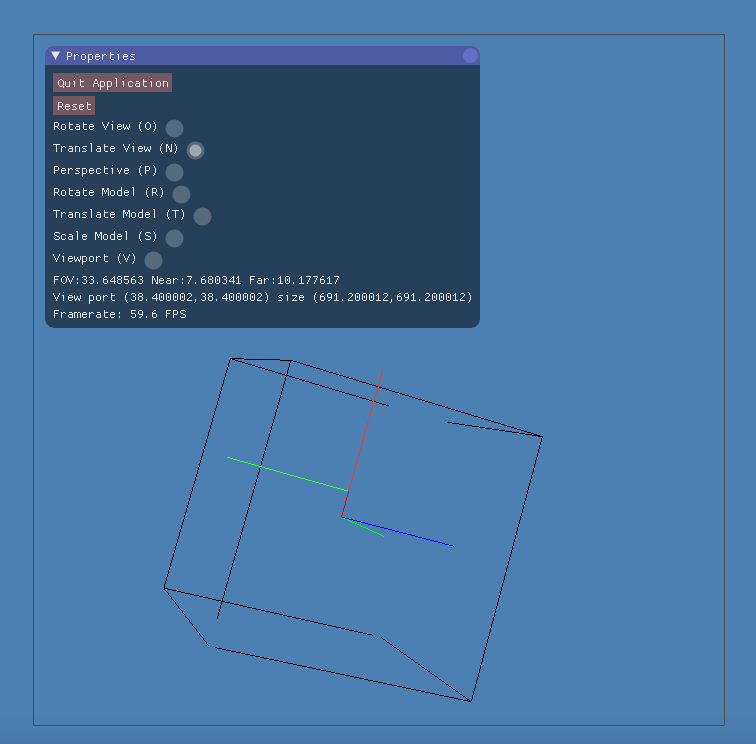 Properties
Quit Application
Reset
Rotate View (O)
Translate View (N)
Perspective (P)
Rotate Model (R)
Translate Model (T)
Scale Model (S)
Viewport (V)
FOV:33.648563 Near:7.680341 Far:10.177617
View port (38.400002,38.400002) size (691.200012,691.200012)
Framerate: 59.6 FPS